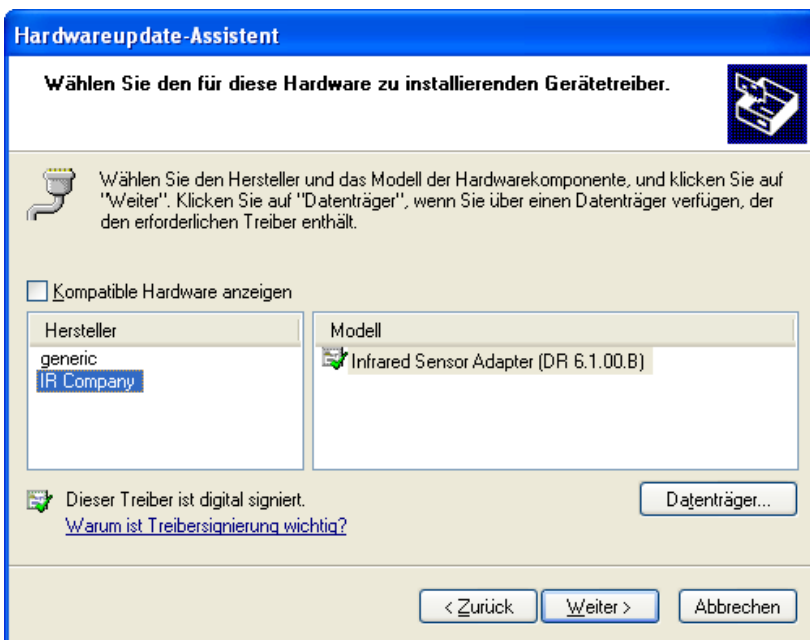 Hardwareupdate-Assistent
Wählen Sie den für diese Hardware zu installierenden Gerätetreiber.
Wählen Sie den Hersteller und das Modell der Hardwarekomponente, und klicken Sie auf
"Weiter". Klicken Sie auf "Datenträger", wenn Sie über einen Datenträger verfügen, der
den erforderlichen Treiber enthält.
Kompatible Hardware anzeigen
Hersteller
generic
IR Company
Modell
Infrared Sensor Adapter (DR 6.1.00.B)
Dieser Treiber ist digital signiert.
Warum ist Treibersignierung wichtig?
Datenträger...
< Zurück
Weiter >
Abbrechen